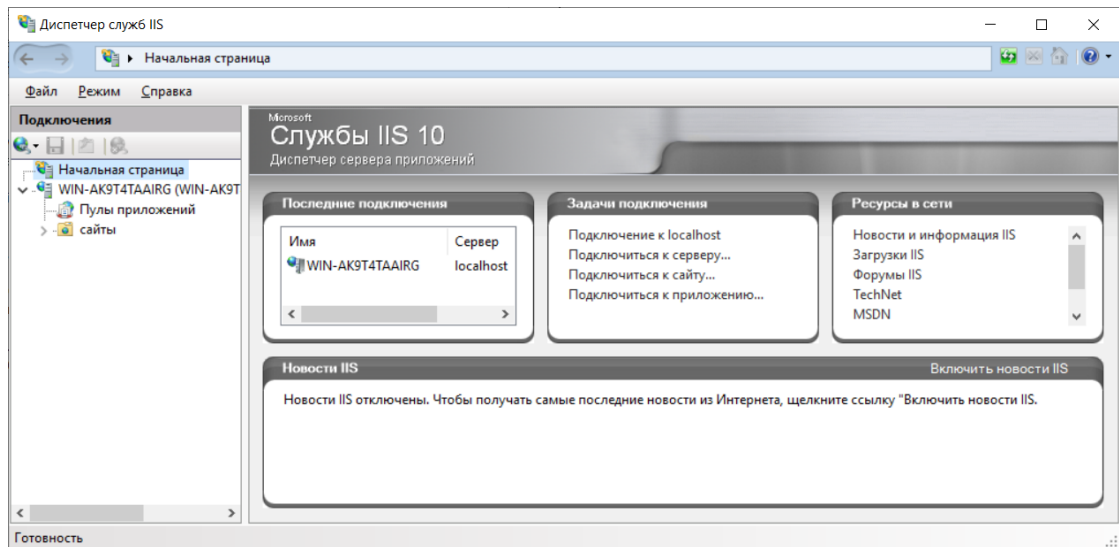 Диспетчер служб IIS
Начальная страница
Файл Режим Справка
Подключения
Начальная страница
WIN-AK9T4TAAIRG (WIN-AK9T
Пулы приложений
сайты
Microsoft
Службы IIS 10
Диспетчер сервера приложений
Последние подключения
Имя Сервер
WIN-AK9T4TAAIRG localhost
Задачи подключения
Подключение к localhost
Подключиться к серверу...
Подключиться к сайту...
Подключиться к приложению...
Ресурсы в сети
Новости и информация IIS
Загрузки IIS
Форумы IIS
TechNet
MSDN
Новости IIS Включить новости IIS
Новости IIS отключены. Чтобы получать самые последние новости из Интернета, щелкните ссылку "Включить новости IIS.
Готовность